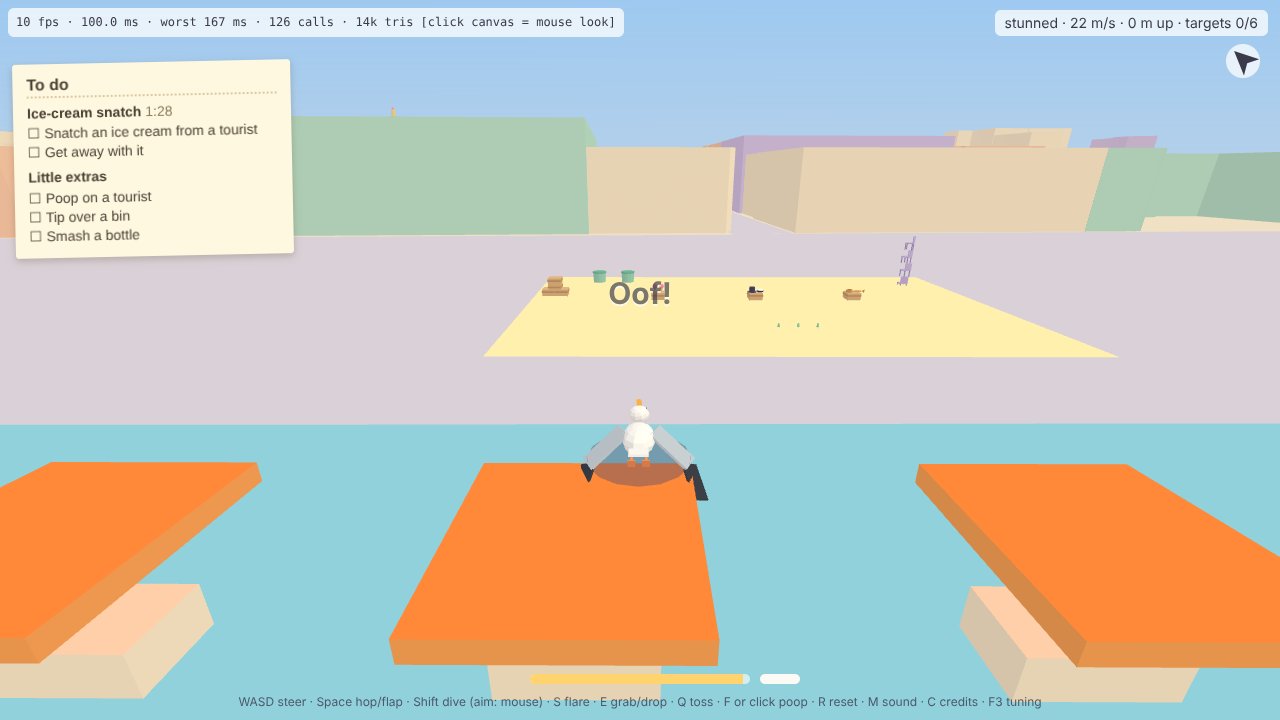 10 fps · 100.0 ms · worst 167 ms · 126 calls · 14k tris [click canvas = mouse look]
stunned · 22 m/s · 0 m up · targets 0/6
To do
Ice-cream snatch 1:28
☐ Snatch an ice cream from a tourist
☐ Get away with it
Little extras
☐ Poop on a tourist
☐ Tip over a bin
☐ Smash a bottle
Oof!
WASD steer · Space hop/flap · Shift dive (aim: mouse) · S flare · E grab/drop · Q toss · F or click poop · R reset · M sound · C credits · F3 tuning